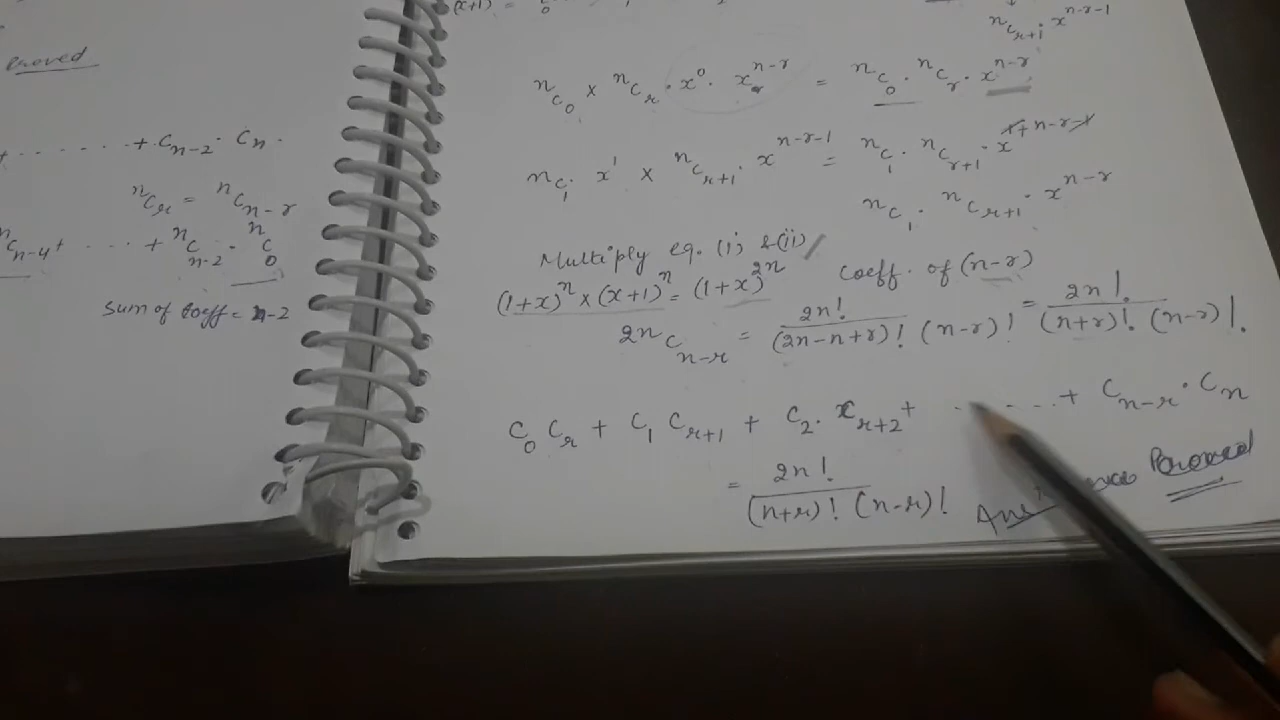 proved
+ ...... + C_{n-2} · C_n .
^nC_r = ^nC_{n-r}
^nC_{n-4} + ..... + ^nC_{n-2} · ^nC_0
sum of coeff = n-2
(x+1) =
^nC_{r+1} · x^{n-r-1}
^nC_0 × ^nC_r · x^0 · x^{n-r} = ^nC_0 · ^nC_r · x^{n-r}
^nC_1 · x^1 × ^nC_{r+1} · x^{n-r-1} = ^nC_1 · ^nC_{r+1} · x^{1+n-r-1}
^nC_1 · ^nC_{r+1} · x^{n-r}
Multiply eq. (i) & (ii)
(1+x)^n × (x+1)^n = (1+x)^{2n} coeff. of (n-r)
2nC_{n-r} = 2n! / (2n-n+r)! (n-r)! = 2n! / (n+r)! (n-r)! .
C_0 C_r + C_1 C_{r+1} + C_2 · C_{r+2} + ...... + C_{n-r} · C_n
= 2n! / (n+r)! (n-r)! Ans Proved